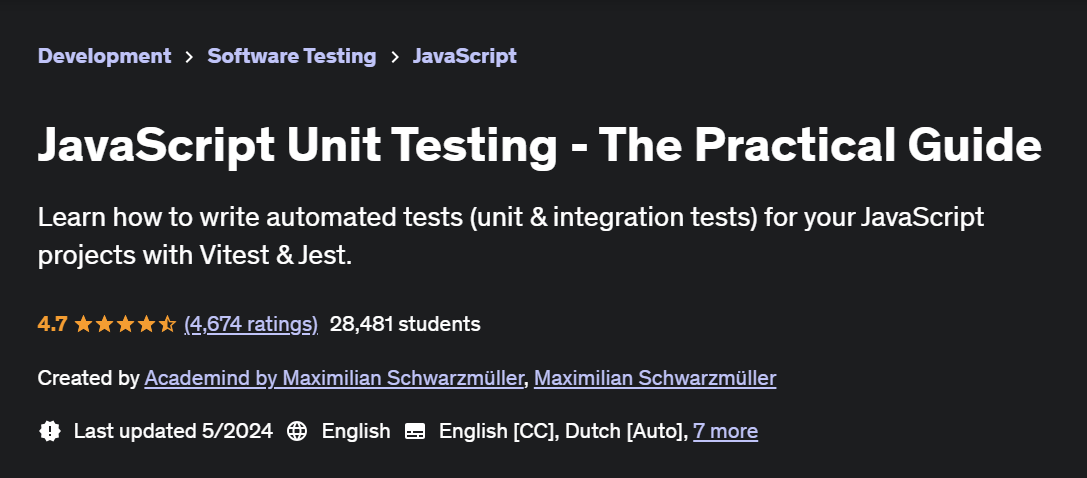 Development > Software Testing > JavaScript
JavaScript Unit Testing - The Practical Guide
Learn how to write automated tests (unit & integration tests) for your JavaScript
projects with Vitest & Jest.
4.7 (4,674 ratings) 28,481 students
Created by Academind by Maximilian Schwarzmüller, Maximilian Schwarzmüller
Last updated 5/2024 English English [CC], Dutch [Auto], 7 more